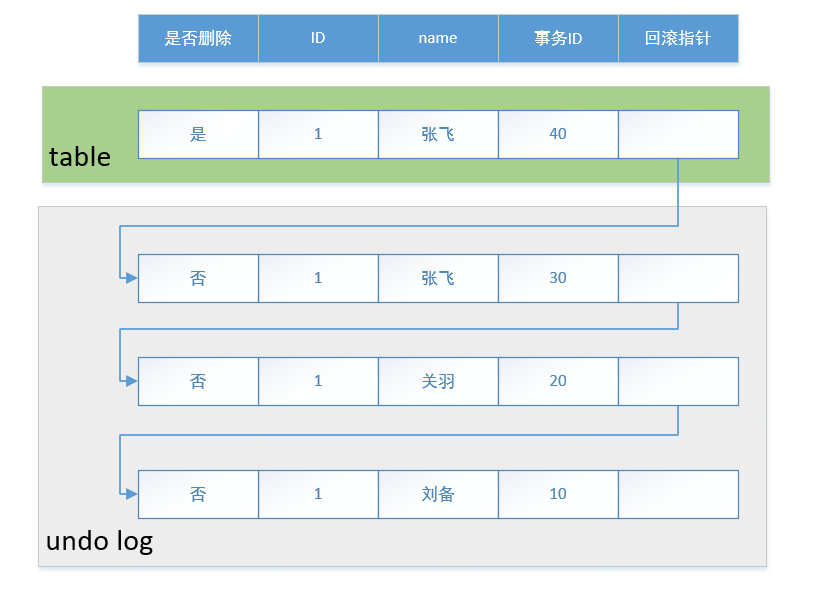 是否删除 ID name 事务ID 回滚指针
是 1 张飞 40
table
否 1 张飞 30
否 1 关羽 20
否 1 刘备 10
undo log